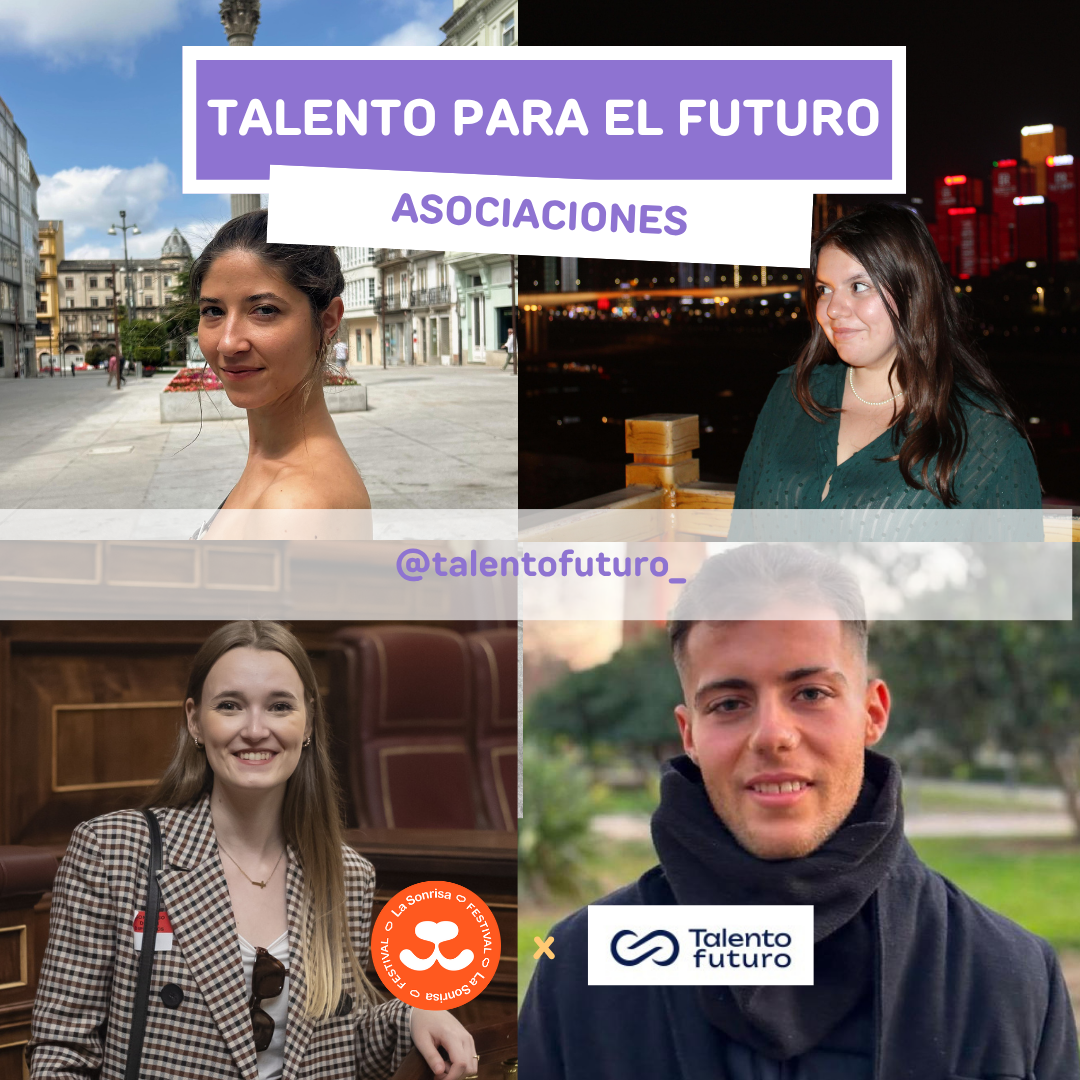 TALENTO PARA EL FUTURO
ASOCIACIONES
@talentofuturo_
La Sonrisa
FESTIVAL
La Sonrisa
FESTIVAL
x
Talento
futuro